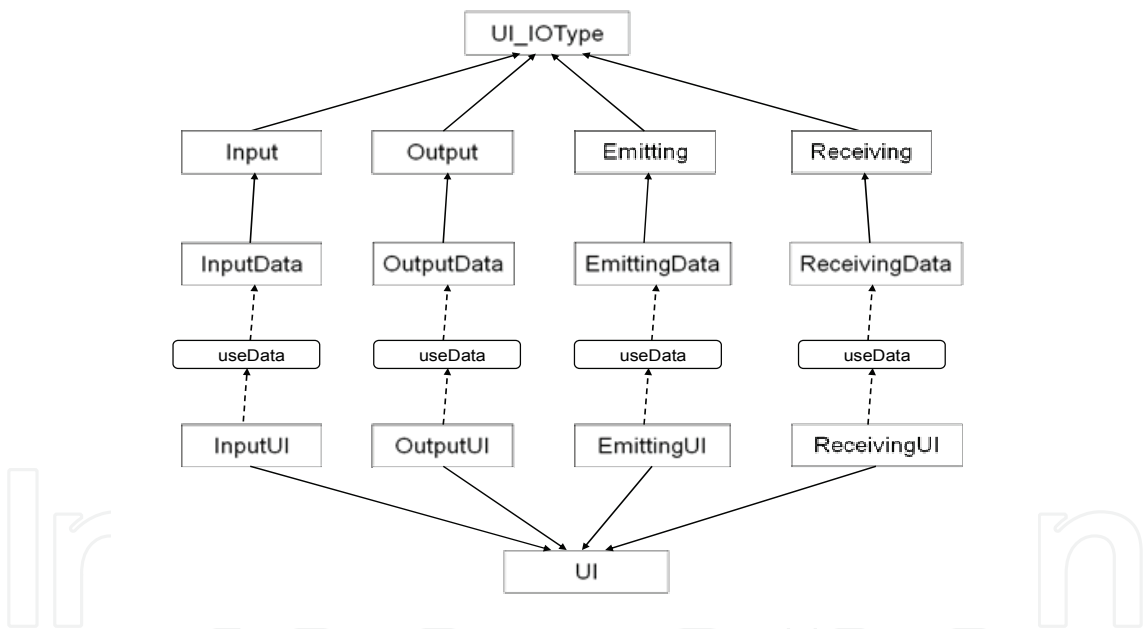 UI_IOType
Input
Output
Emitting
Receiving
InputData
OutputData
EmittingData
ReceivingData
useData
useData
useData
useData
InputUI
OutputUI
EmittingUI
ReceivingUI
UI